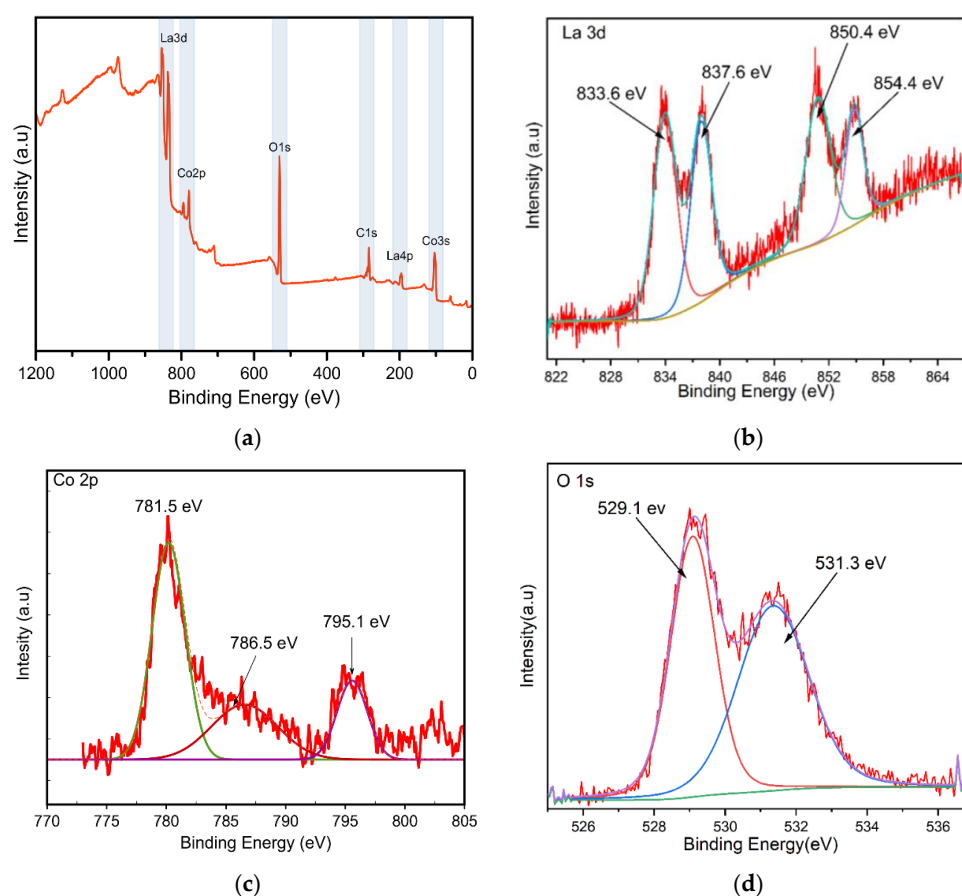 La3d
Co2p
O1s
C1s
La4p
Co3s
Intensity (a.u)
1200 1000 800 600 400 200 0
Binding Energy (eV)
(a)
La 3d
833.6 eV
837.6 eV
850.4 eV
854.4 eV
Intensity (a.u)
822 828 834 840 846 852 858 864
Binding Energy (eV)
(b)
Co 2p
781.5 eV
786.5 eV
795.1 eV
Intesity (a.u)
770 775 780 785 790 795 800 805
Binding Energy (eV)
(c)
O 1s
529.1 ev
531.3 eV
Intensity(a.u)
526 528 530 532 534 536
Binding Energy(eV)
(d)